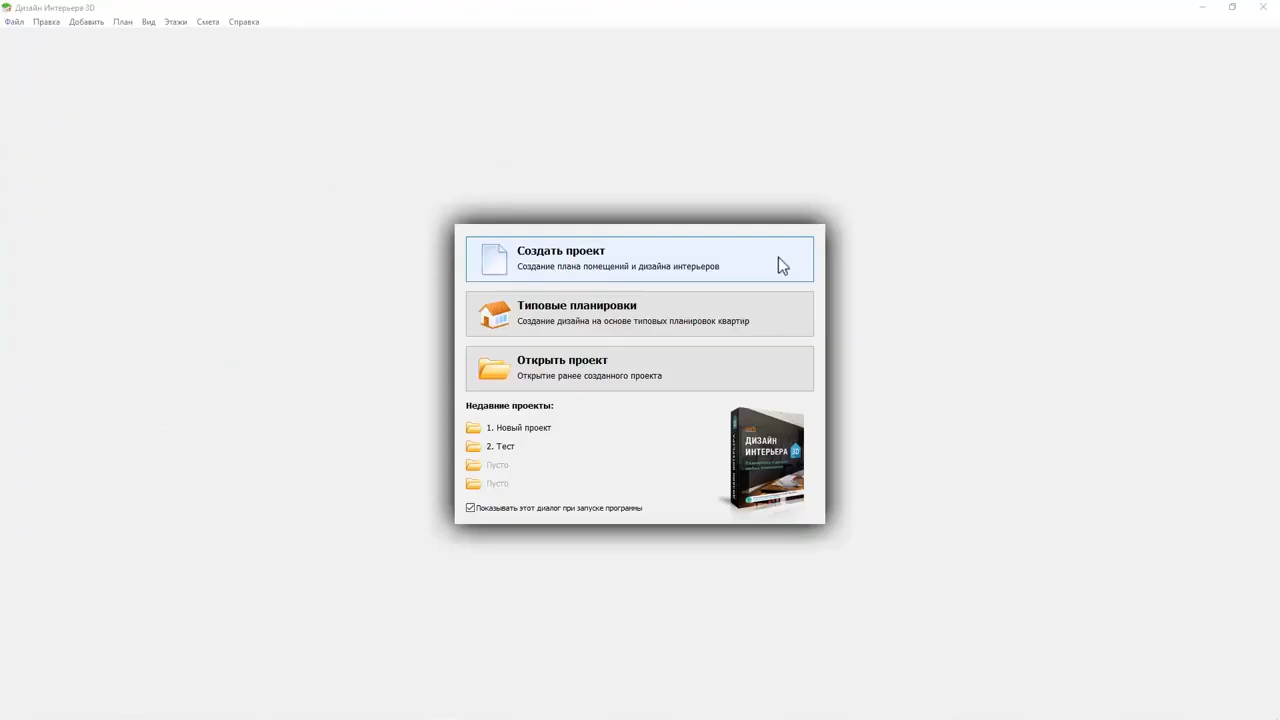 Дизайн Интерьера 3D
Файл Правка Добавить План Вид Этажи Смета Справка
Создать проект
Создание плана помещений и дизайна интерьеров
Типовые планировки
Создание дизайна на основе типовых планировок квартир
Открыть проект
Открытие ранее созданного проекта
Недавние проекты:
1. Новый проект
2. Тест
Пусто
Пусто
Показывать этот диалог при запуске программы
ДИЗАЙН
ИНТЕРЬЕРА 3D